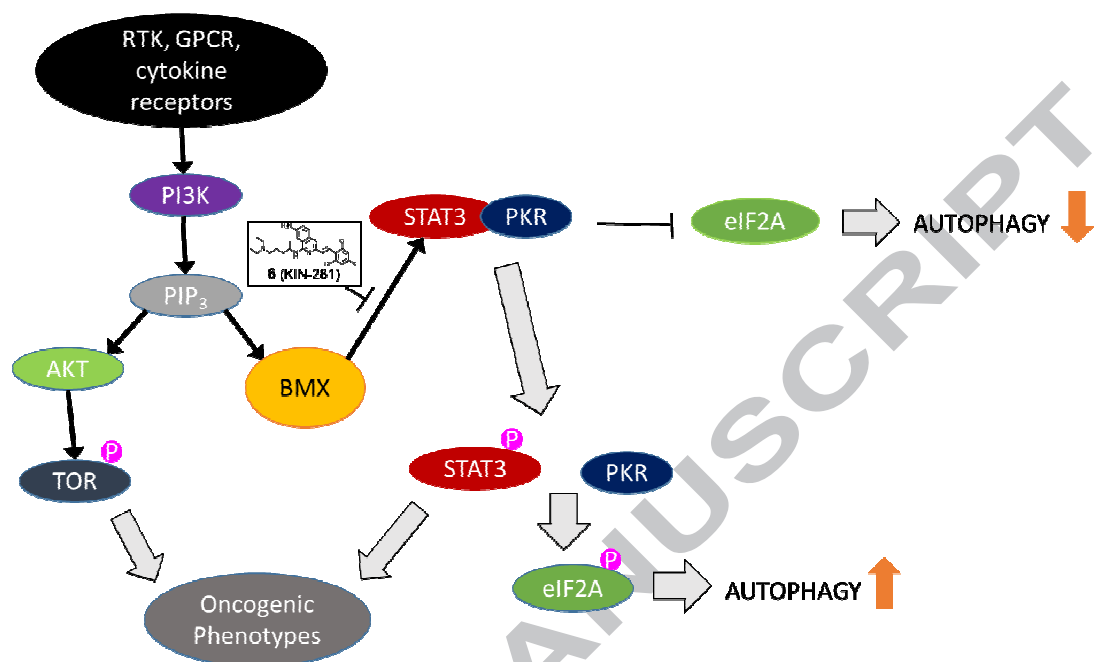 RTK, GPCR,
cytokine
receptors
PI3K
PIP3
AKT
BMX
P
TOR
6 (KIN-281)
STAT3
PKR
eIF2A
AUTOPHAGY
P
STAT3
PKR
P
eIF2A
AUTOPHAGY
Oncogenic
Phenotypes
ANUSCRIPT